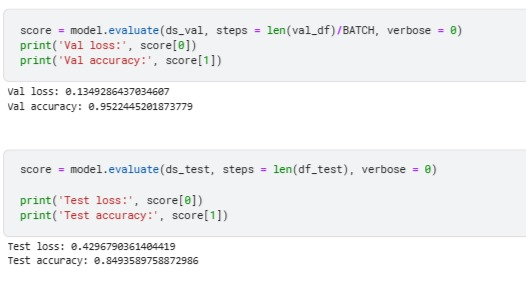 score = model.evaluate(ds_val, steps = len(val_df)/BATCH, verbose = 0)
print('Val loss:', score[0])
print('Val accuracy:', score[1])
Val loss: 0.1349286437034607
Val accuracy: 0.9522445201873779
score = model.evaluate(ds_test, steps = len(df_test), verbose = 0)
print('Test loss:', score[0])
print('Test accuracy:', score[1])
Test loss: 0.4296790361404419
Test accuracy: 0.8493589758872986